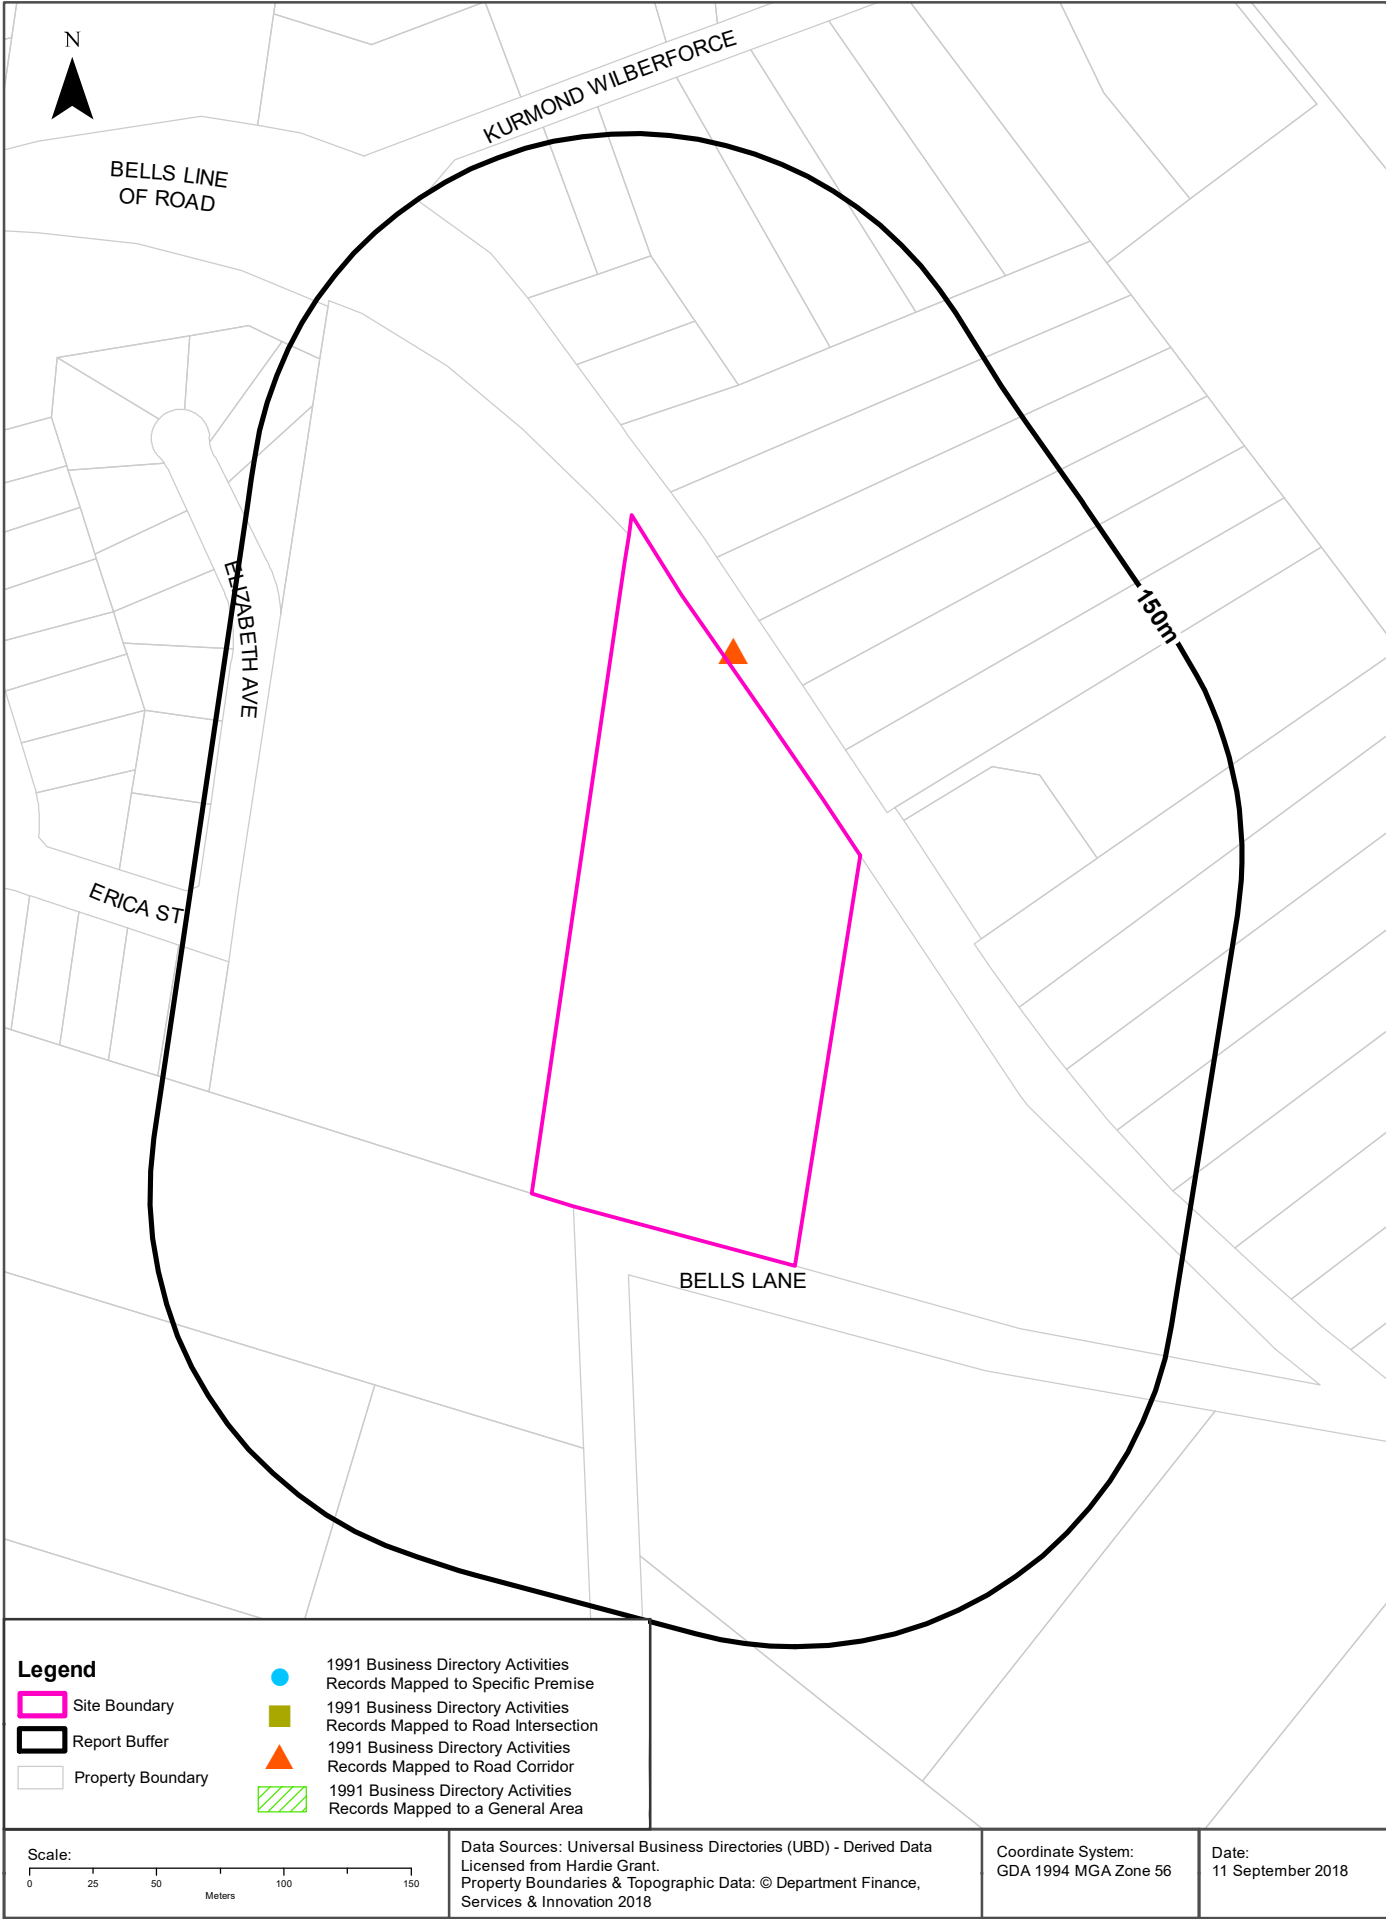 N
KURMOND WILBERFORCE
BELLS LINE
OF ROAD
ELIZABETH AVE
150m
ERICA ST
BELLS LANE
Legend
Site Boundary
Report Buffer
Property Boundary
1991 Business Directory Activities
Records Mapped to Specific Premise
1991 Business Directory Activities
Records Mapped to Road Intersection
1991 Business Directory Activities
Records Mapped to Road Corridor
1991 Business Directory Activities
Records Mapped to a General Area
Scale:
0 25 50 100 150
Meters
Data Sources: Universal Business Directories (UBD) - Derived Data
Licensed from Hardie Grant.
Property Boundaries & Topographic Data: © Department Finance,
Services & Innovation 2018
Coordinate System:
GDA 1994 MGA Zone 56
Date:
11 September 2018